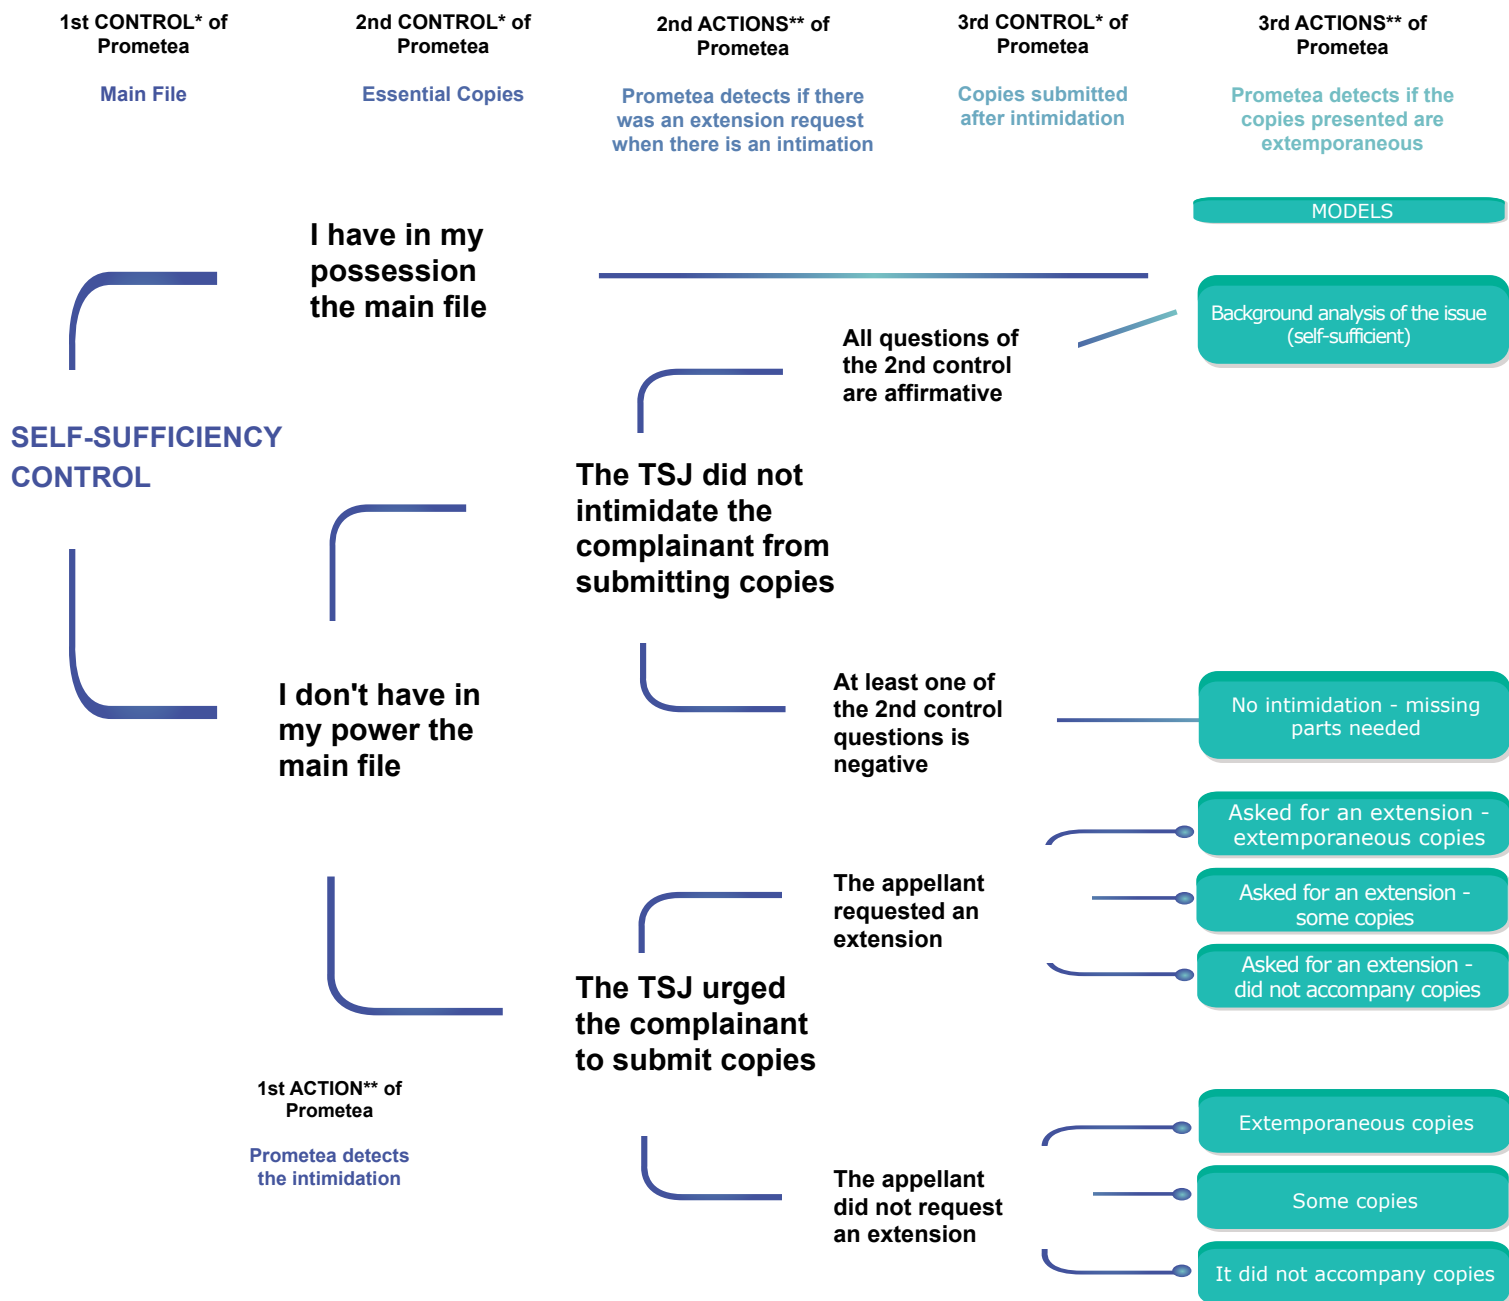 1st CONTROL* of
Prometea
Main File
2nd CONTROL* of
Prometea
Essential Copies
2nd ACTIONS** of
Prometea
Prometea detects if there
was an extension request
when there is an intimation
3rd CONTROL* of
Prometea
Copies submitted
after intimidation
3rd ACTIONS** of
Prometea
Prometea detects if the
copies presented are
extemporaneous
MODELS
I have in my
possession
the main file
Background analysis of the issue
(self-sufficient)
All questions of
the 2nd control
are affirmative
SELF-SUFFICIENCY
CONTROL
The TSJ did not
intimidate the
complainant from
submitting copies
I don't have in
my power the
main file
At least one of
the 2nd control
questions is
negative
No intimidation - missing
parts needed
Asked for an extension -
extemporaneous copies
The appellant
requested an
extension
Asked for an extension -
some copies
Asked for an extension -
did not accompany copies
The TSJ urged
the complainant
to submit copies
1st ACTION** of
Prometea
Prometea detects
the intimidation
Extemporaneous copies
The appellant
did not request
an extension
Some copies
It did not accompany copies